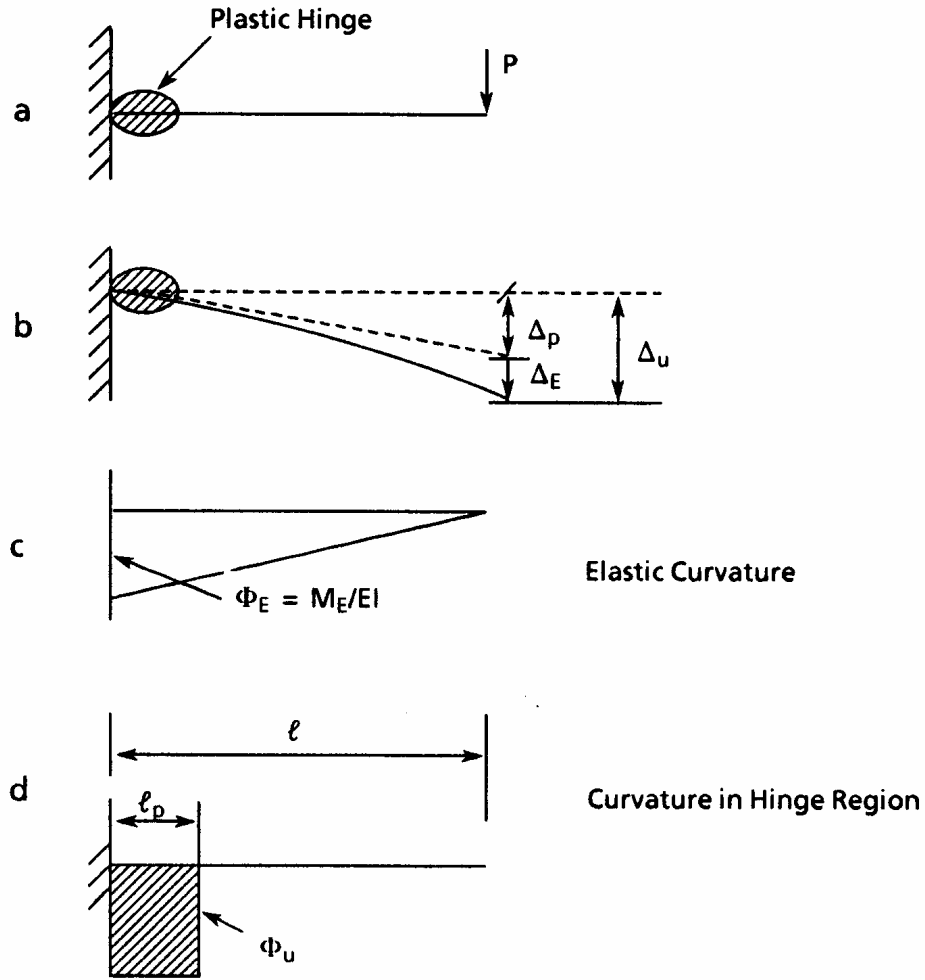 Plastic Hinge
P
a
b
Δp
ΔE
Δu
c
ΦE = ME/EI
Elastic Curvature
ℓ
d
ℓp
Curvature in Hinge Region
Φu